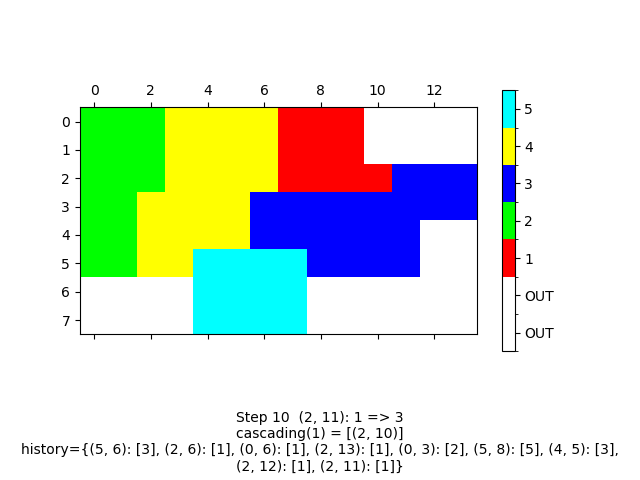 0 2 4 6 8 10 12
0
1
2
3
4
5
6
7
5
4
3
2
1
OUT
OUT
Step 10  (2, 11): 1 => 3
cascading(1) = [(2, 10)]
history={(5, 6): [3], (2, 6): [1], (0, 6): [1], (2, 13): [1], (0, 3): [2], (5, 8): [5], (4, 5): [3],
(2, 12): [1], (2, 11): [1]}